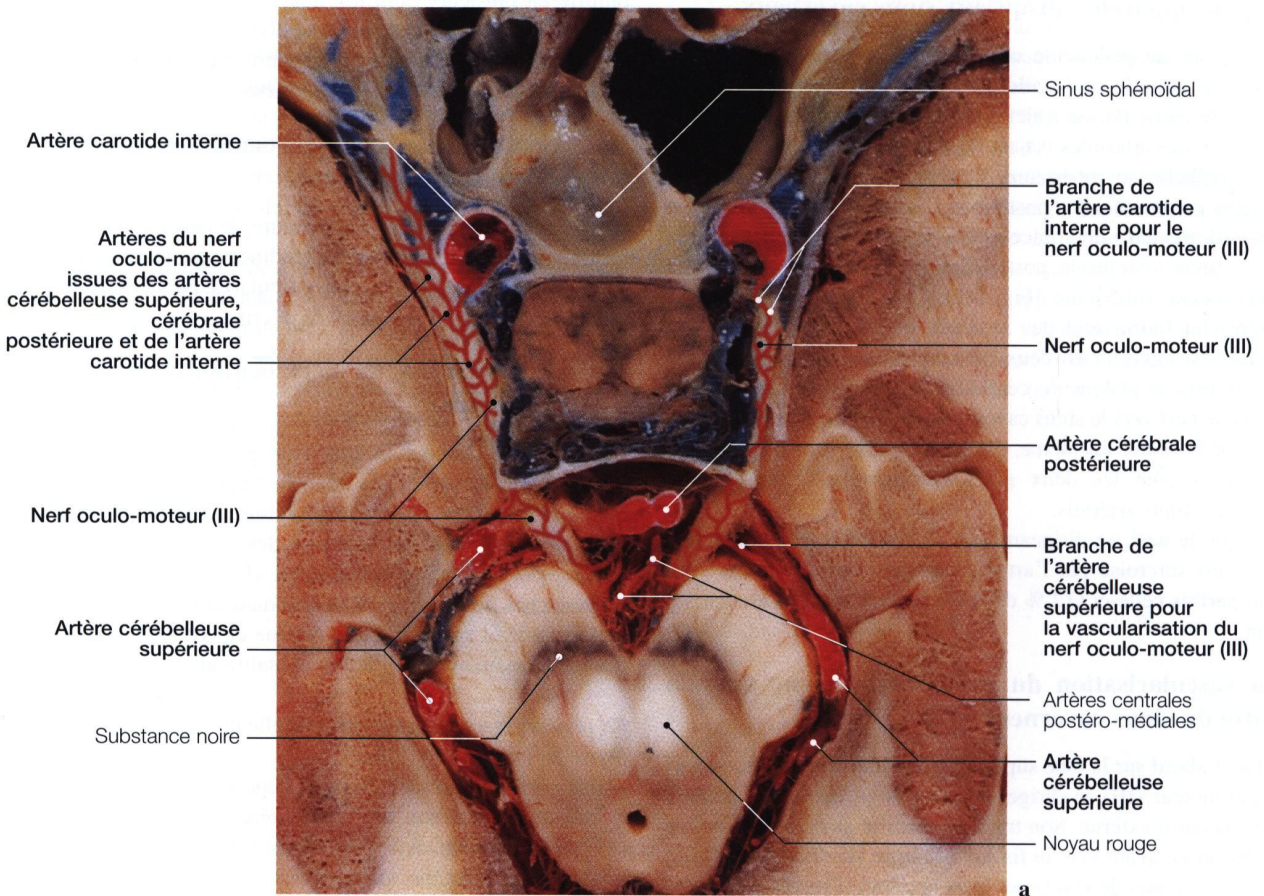 Artère carotide interne
Artères du nerf
oculo-moteur
issues des artères
cérébelleuse supérieure,
cérébrale
postérieure et de l'artère
carotide interne
Nerf oculo-moteur (III)
Artère cérébelleuse
supérieure
Substance noire
Sinus sphénoïdal
Branche de
l'artère carotide
interne pour le
nerf oculo-moteur (III)
Nerf oculo-moteur (III)
Artère cérébrale
postérieure
Branche de
l'artère
cérébelleuse
supérieure pour
la vascularisation du
nerf oculo-moteur (III)
Artères centrales
postéro-médiales
Artère
cérébelleuse
supérieure
Noyau rouge
a